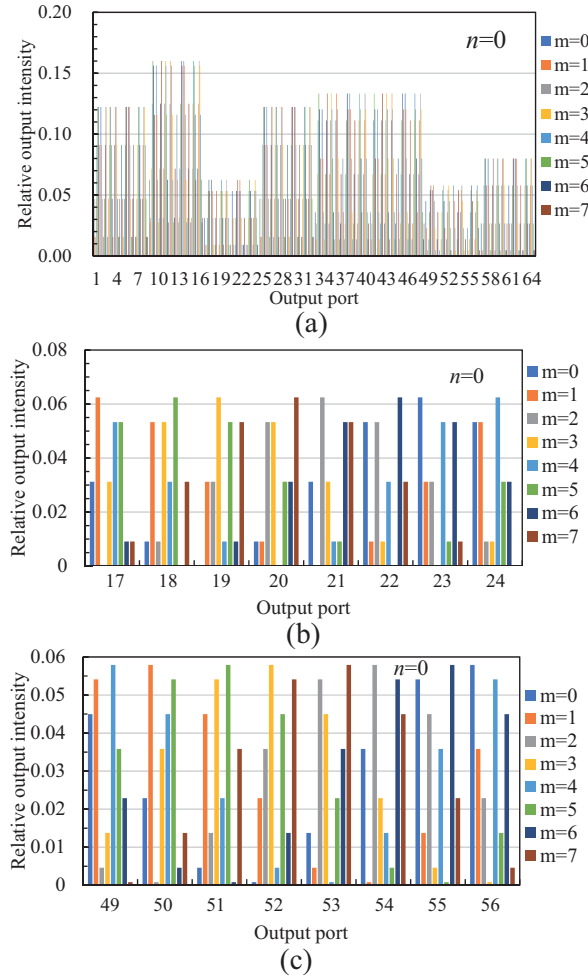 0.20
n=0
0.15
0.10
0.05
0.00
Relative output intensity
m=0
m=1
m=2
m=3
m=4
m=5
m=6
m=7
1 4 7 10 13 16 19 22 25 28 31 34 37 40 43 46 49 52 55 58 61 64
Output port
(a)
0.08
n=0
0.06
0.04
0.02
0
Relative output intensity
m=0
m=1
m=2
m=3
m=4
m=5
m=6
m=7
17 18 19 20 21 22 23 24
Output port
(b)
0.06
n=0
0.05
0.04
0.03
0.02
0.01
0
Relative output intensity
m=0
m=1
m=2
m=3
m=4
m=5
m=6
m=7
49 50 51 52 53 54 55 56
Output port
(c)